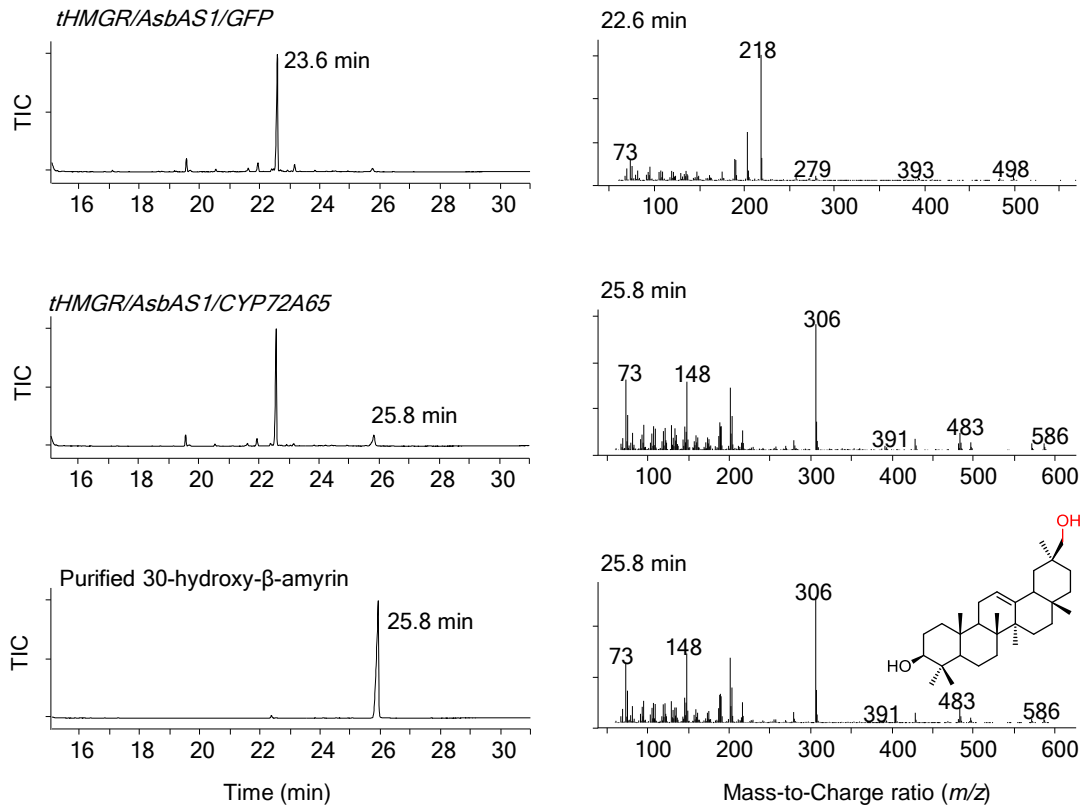 tHMGR/AsbAS1/GFP
TIC
23.6 min
16 18 20 22 24 26 28 30
22.6 min
218
73
279
393
498
100 200 300 400 500
tHMGR/AsbAS1/CYP72A65
TIC
25.8 min
16 18 20 22 24 26 28 30
25.8 min
306
73
148
391
483
586
100 200 300 400 500 600
Purified 30-hydroxy-β-amyrin
TIC
25.8 min
16 18 20 22 24 26 28 30
Time (min)
25.8 min
306
73
148
391
483
586
OH
HO
100 200 300 400 500 600
Mass-to-Charge ratio (m/z)